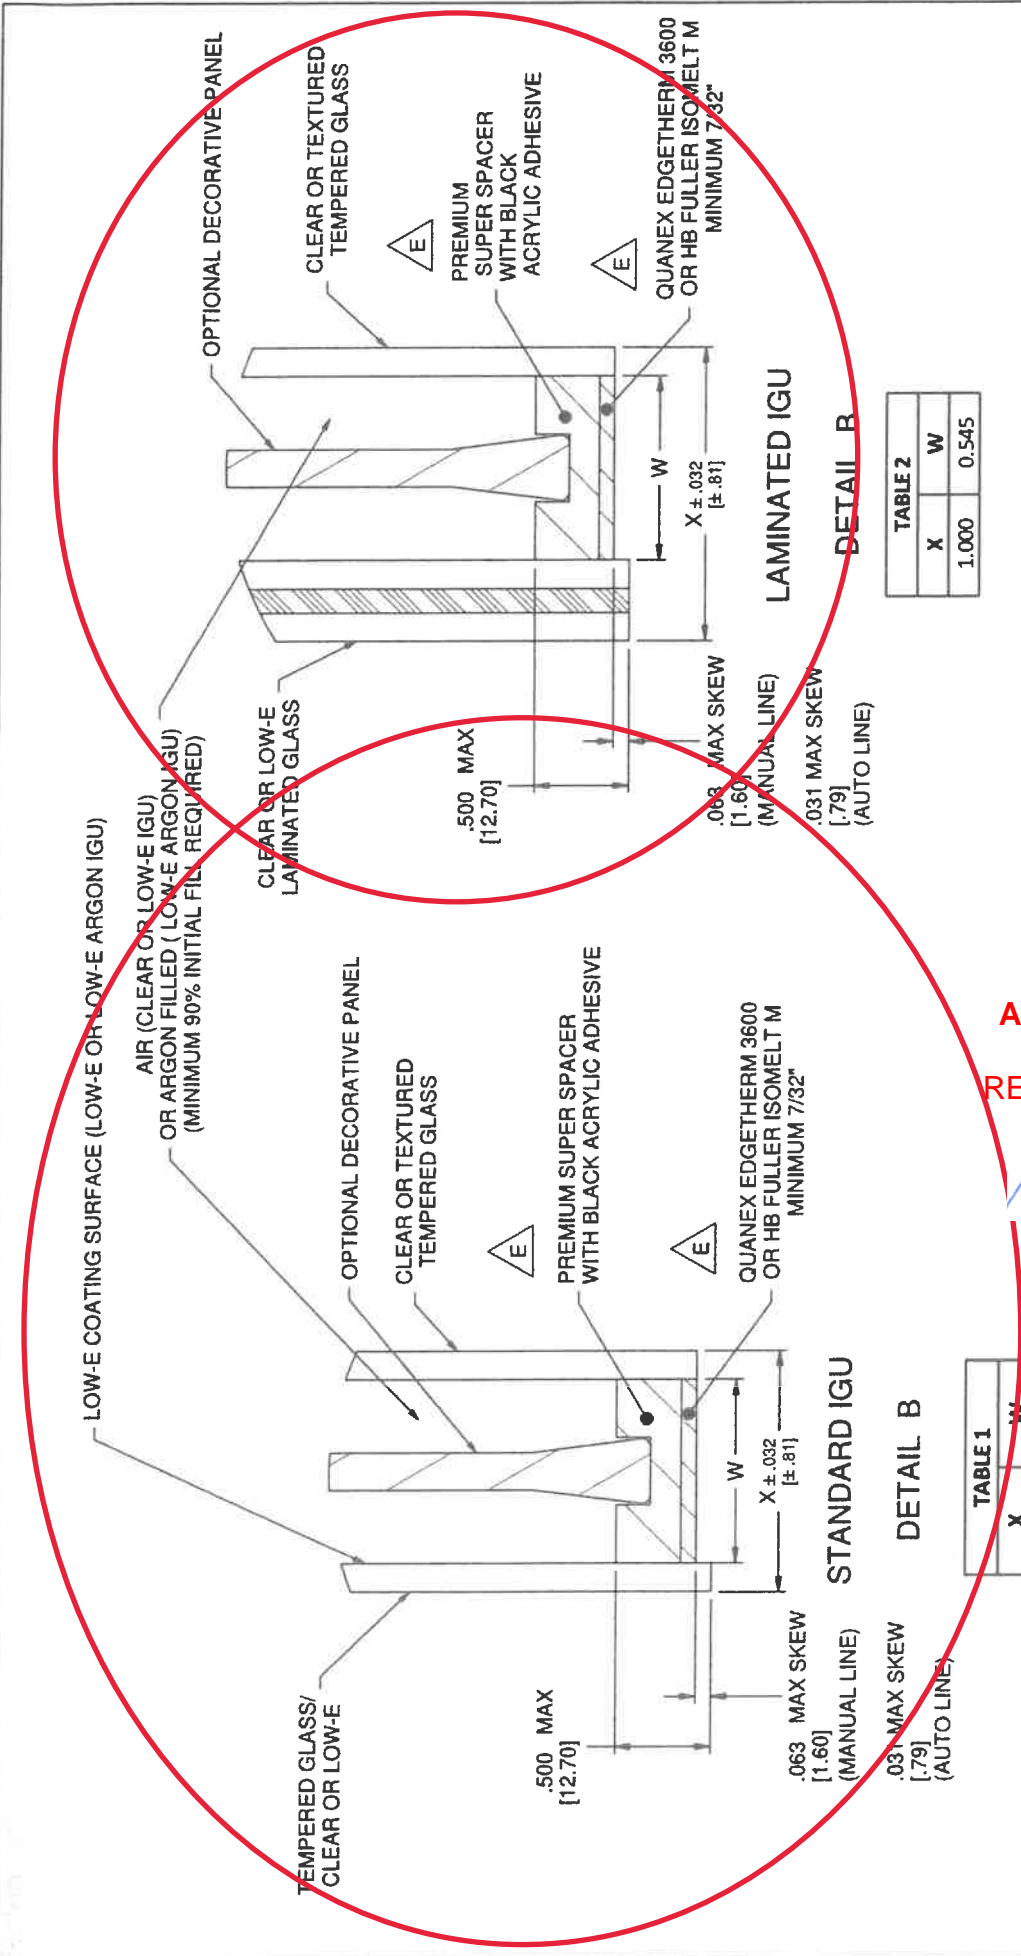 LOW-E COATING SURFACE (LOW-E OR LOW-E ARGON IGU)
AIR (CLEAR OR LOW-E IGU)
OR ARGON FILLED ( LOW-E ARGON IGU)
(MINIMUM 90% INITIAL FILL REQUIRED)
TEMPERED GLASS/
CLEAR OR LOW-E
OPTIONAL DECORATIVE PANEL
CLEAR OR TEXTURED
TEMPERED GLASS
E
PREMIUM SUPER SPACER
WITH BLACK ACRYLIC ADHESIVE
E
QUANEX EDGETHERM 3600
OR HB FULLER ISOMELT M
MINIMUM 7/32"
.500 MAX
[12.70]
W
X ± .032
[± .81]
.063 MAX SKEW
[1.60]
(MANUAL LINE)
.031 MAX SKEW
[.79]
(AUTO LINE)
STANDARD IGU
DETAIL B
TABLE 1
X W
OPTIONAL DECORATIVE PANEL
CLEAR OR TEXTURED
TEMPERED GLASS
E
PREMIUM
SUPER SPACER
WITH BLACK
ACRYLIC ADHESIVE
E
QUANEX EDGETHERM 3600
OR HB FULLER ISOMELT M
MINIMUM 7/32"
CLEAR OR LOW-E
LAMINATED GLASS
.500 MAX
[12.70]
W
X ± .032
[± .81]
.063 MAX SKEW
[1.60]
(MANUAL LINE)
.031 MAX SKEW
[.79]
(AUTO LINE)
LAMINATED IGU
DETAIL B
TABLE 2
X W
1.000 0.545
A
RE